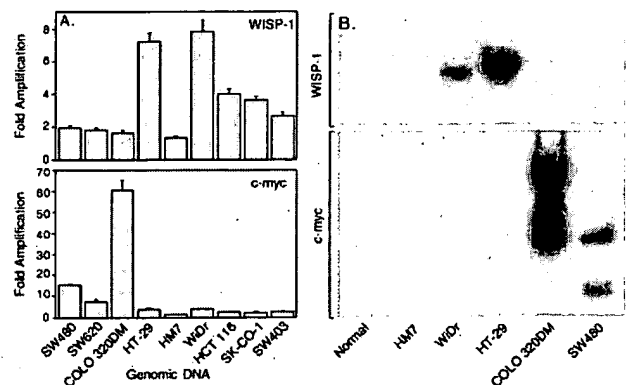 A.
WISP-1
Fold Amplification
8
6
4
2
0
c-myc
Fold Amplification
70
60
50
40
30
20
10
0
SW480
SW620
COLO 320DM
HT-29
HM7
WiDr
HCT 116
SK-CO-1
SW403
Genomic DNA
B.
WISP-1
c-myc
Normal
HM7
WiDr
HT-29
COLO 320DM
SW480